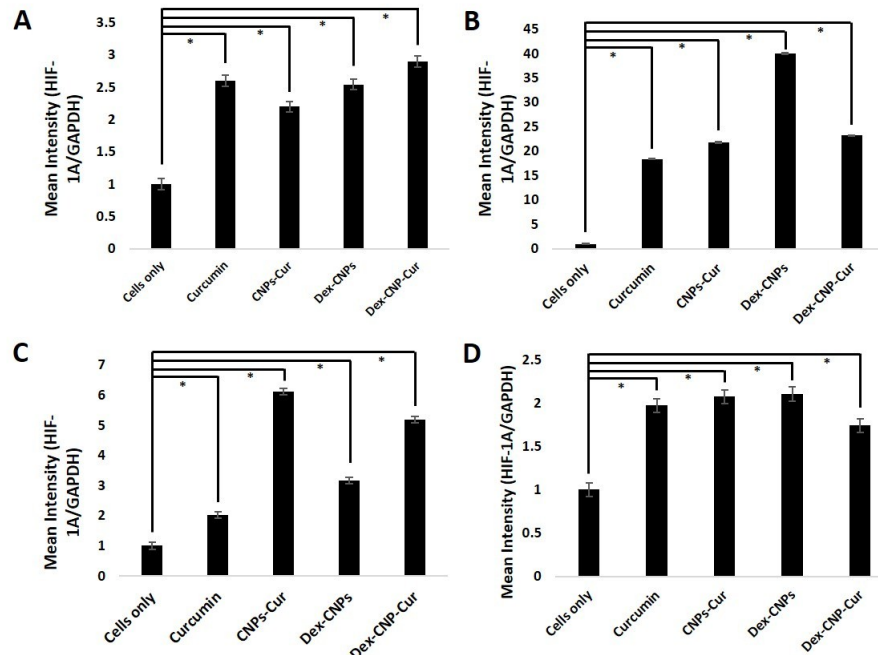 A
Mean Intensity (HIF-
1A/GAPDH)
3.5
3
2.5
2
1.5
1
0.5
0
*
*
*
*
Cells only
Curcumin
CNPs-Cur
Dex-CNPs
Dex-CNP-Cur
B
Mean Intensity (HIF-
1A/GAPDH)
45
40
35
30
25
20
15
10
5
0
*
*
*
*
Cells only
Curcumin
CNPs-Cur
Dex-CNPs
Dex-CNP-Cur
C
Mean Intensity (HIF-
1A/GAPDH)
7
6
5
4
3
2
1
0
*
*
*
*
Cells only
Curcumin
CNPs-Cur
Dex-CNPs
Dex-CNP-Cur
D
Mean Intensity (HIF-1A/GAPDH)
2.5
2
1.5
1
0.5
0
*
*
*
*
Cells only
Curcumin
CNPs-Cur
Dex-CNPs
Dex-CNP-Cur